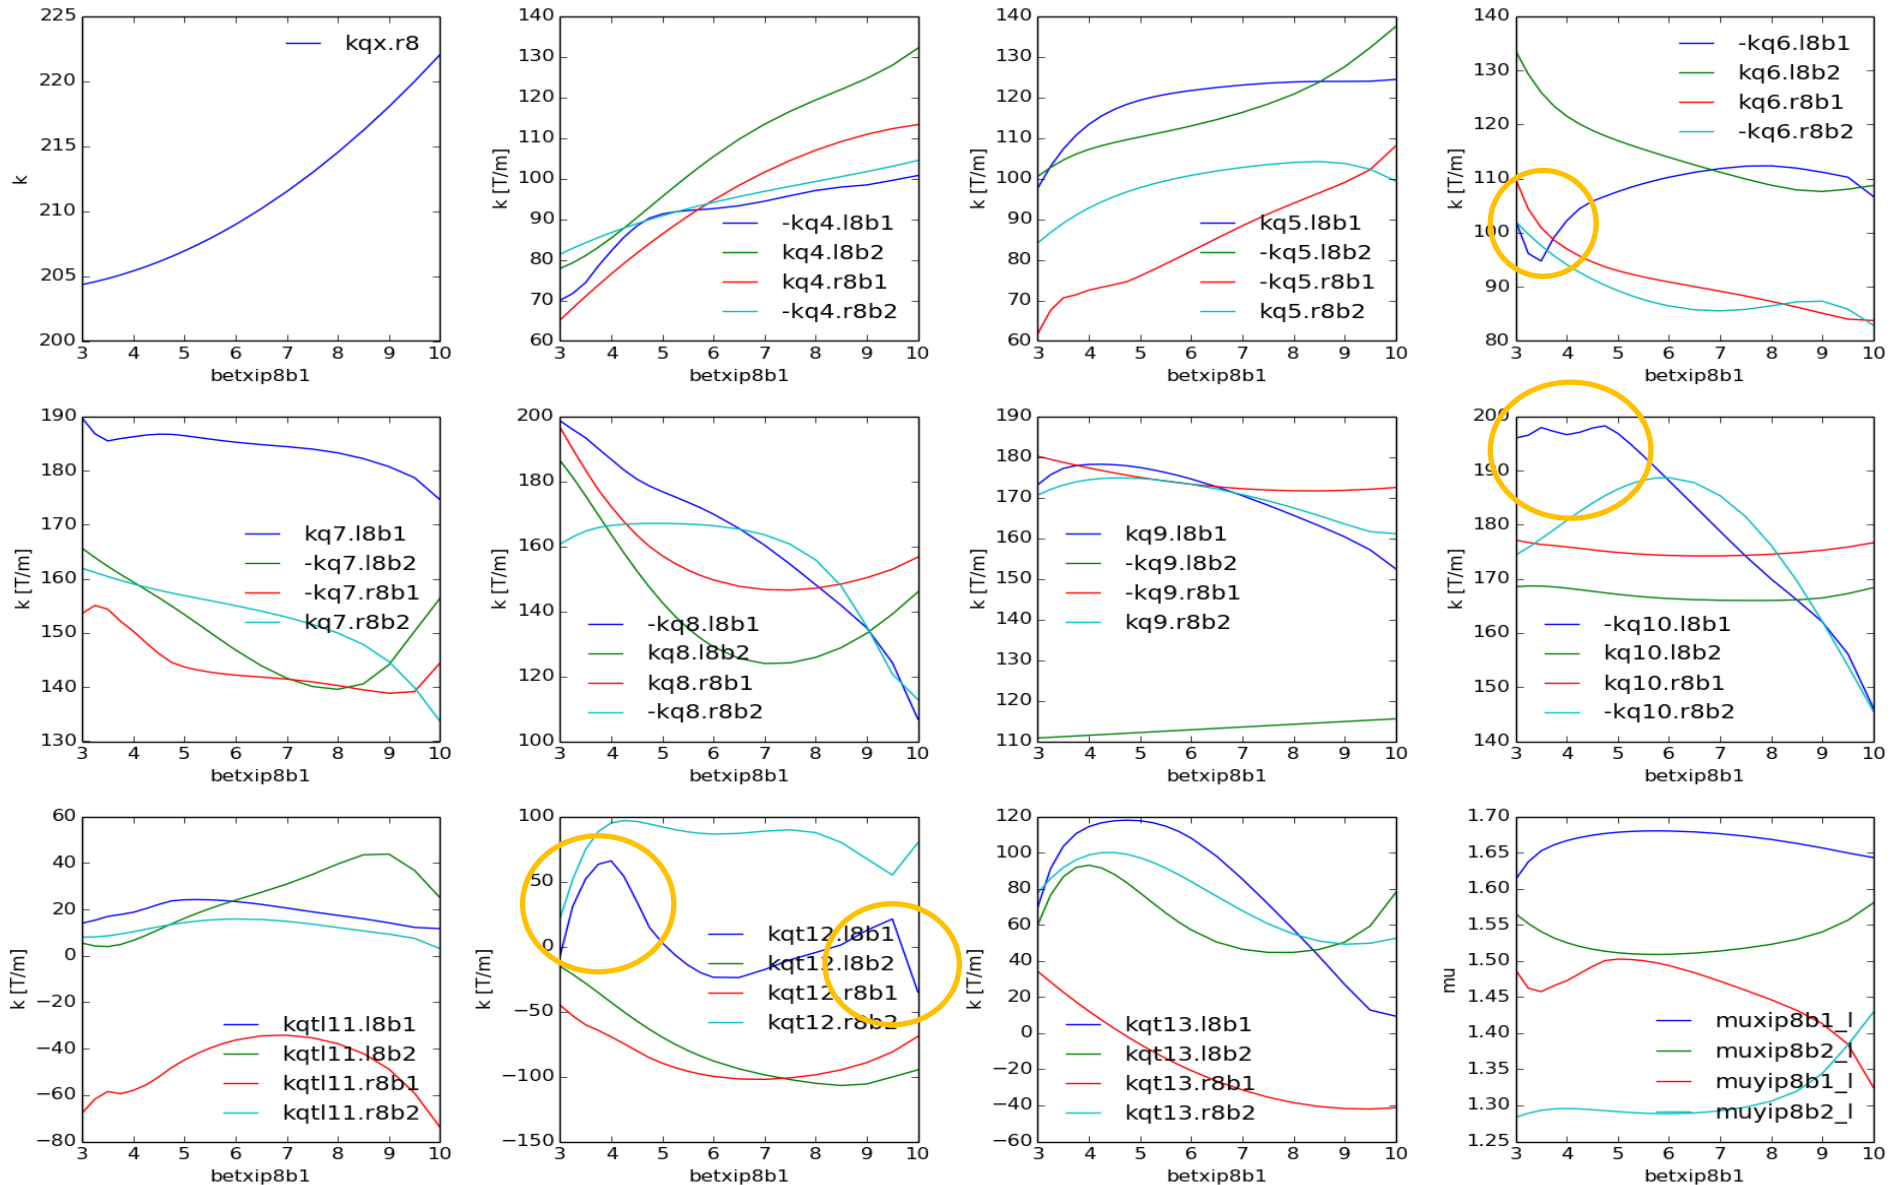 225
220
215
210
205
200
k
kqx.r8
3 4 5 6 7 8 9 10
betxip8b1
140
130
120
110
100
90
80
70
60
k [T/m]
-kq4.l8b1
kq4.l8b2
kq4.r8b1
-kq4.r8b2
3 4 5 6 7 8 9 10
betxip8b1
140
130
120
110
100
90
80
70
60
k [T/m]
kq5.l8b1
-kq5.l8b2
-kq5.r8b1
kq5.r8b2
3 4 5 6 7 8 9 10
betxip8b1
140
130
120
110
100
90
80
k [T/m]
-kq6.l8b1
kq6.l8b2
kq6.r8b1
-kq6.r8b2
3 4 5 6 7 8 9 10
betxip8b1
190
180
170
160
150
140
130
k [T/m]
kq7.l8b1
-kq7.l8b2
-kq7.r8b1
kq7.r8b2
3 4 5 6 7 8 9 10
betxip8b1
200
180
160
140
120
100
k [T/m]
-kq8.l8b1
kq8.l8b2
kq8.r8b1
-kq8.r8b2
3 4 5 6 7 8 9 10
betxip8b1
190
180
170
160
150
140
130
120
110
k [T/m]
kq9.l8b1
-kq9.l8b2
-kq9.r8b1
kq9.r8b2
3 4 5 6 7 8 9 10
betxip8b1
200
190
180
170
160
150
140
k [T/m]
-kq10.l8b1
kq10.l8b2
kq10.r8b1
-kq10.r8b2
3 4 5 6 7 8 9 10
betxip8b1
60
40
20
0
−20
−40
−60
−80
k [T/m]
kqtl11.l8b1
kqtl11.l8b2
kqtl11.r8b1
kqtl11.r8b2
3 4 5 6 7 8 9 10
betxip8b1
100
50
0
−50
−100
−150
k [T/m]
kqt12.l8b1
kqt12.l8b2
kqt12.r8b1
kqt12.r8b2
3 4 5 6 7 8 9 10
betxip8b1
120
100
80
60
40
20
0
−20
−40
−60
k [T/m]
kqt13.l8b1
kqt13.l8b2
kqt13.r8b1
kqt13.r8b2
3 4 5 6 7 8 9 10
betxip8b1
1.70
1.65
1.60
1.55
1.50
1.45
1.40
1.35
1.30
1.25
mu
muxip8b1_l
muxip8b2_l
muyip8b1_l
muyip8b2_l
3 4 5 6 7 8 9 10
betxip8b1